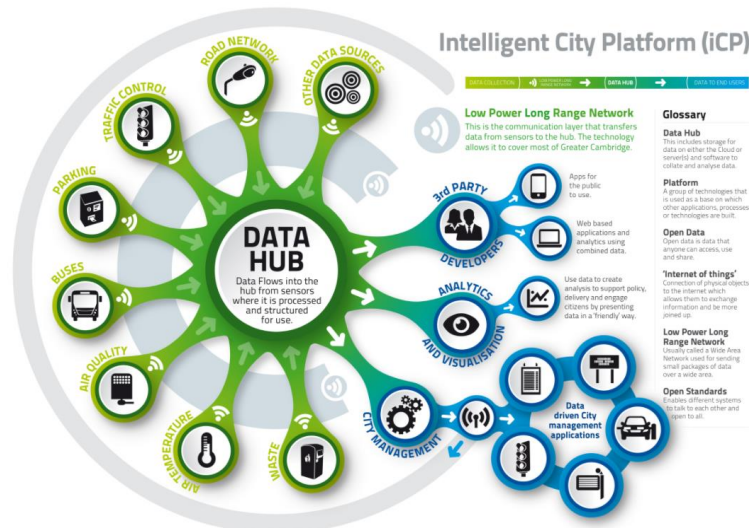 Intelligent City Platform (iCP)
DATA COLLECTION
LOW POWER LONG
RANGE NETWORK
DATA HUB
DATA TO END USERS
Low Power Long Range Network
This is the communication layer that transfers
data from sensors to the hub. The technology
allows it to cover most of Greater Cambridge.
Glossary
Data Hub
This includes storage for
data on either the Cloud or
server(s) and software to
collate and analyse data.
Platform
A group of technologies that
is used as a base on which
other applications, processes
or technologies are built.
Open Data
Open data is data that
anyone can access, use
and share.
'Internet of things'
Connection of physical objects
to the internet which
allows them to exchange
information and be more
joined up.
Low Power Long
Range Network
Usually called a Wide Area
Network used for sending
small packages of data
over a wide area.
Open Standards
Enables different systems
to talk to each other and
open to all.
OTHER DATA SOURCES
ROAD NETWORK
TRAFFIC CONTROL
PARKING
BUSES
AIR QUALITY
AIR TEMPERATURE
WASTE
DATA
HUB
Data Flows into the
hub from sensors
where it is processed
and structured
for use.
3rd PARTY
DEVELOPERS
Apps for
the public
to use.
Web based
applications and
analytics using
combined data.
ANALYTICS
AND VISUALISATION
Use data to create
analysis to support policy,
delivery and engage
citizens by presenting
data in a 'friendly' way.
CITY MANAGEMENT
Data
driven City
management
applications